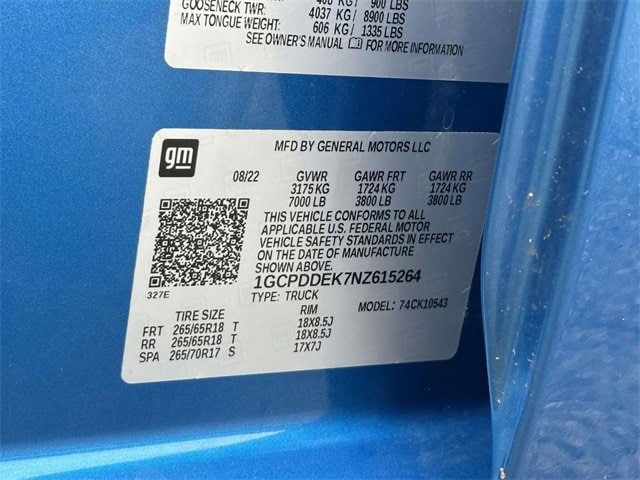 GOOSENECK TWR: 408 KG/ 900 LBS
4037 KG/ 8900 LBS
MAX TONGUE WEIGHT: 606 KG/ 1335 LBS
SEE OWNER'S MANUAL FOR MORE INFORMATION
gm
MFD BY GENERAL MOTORS LLC
08/22 GVWR GAWR FRT GAWR RR
3175 KG 1724 KG 1724 KG
7000 LB 3800 LB 3800 LB
THIS VEHICLE CONFORMS TO ALL
APPLICABLE U.S. FEDERAL MOTOR
VEHICLE SAFETY STANDARDS IN EFFECT
ON THE DATE OF MANUFACTURE
SHOWN ABOVE.
327E
1GCPDDEK7NZ615264
TYPE: TRUCK
MODEL: 74CK10543
TIRE SIZE RIM
FRT 265/65R18 T 18X8.5J
RR 265/65R18 T 18X8.5J
SPA 265/70R17 S 17X7J